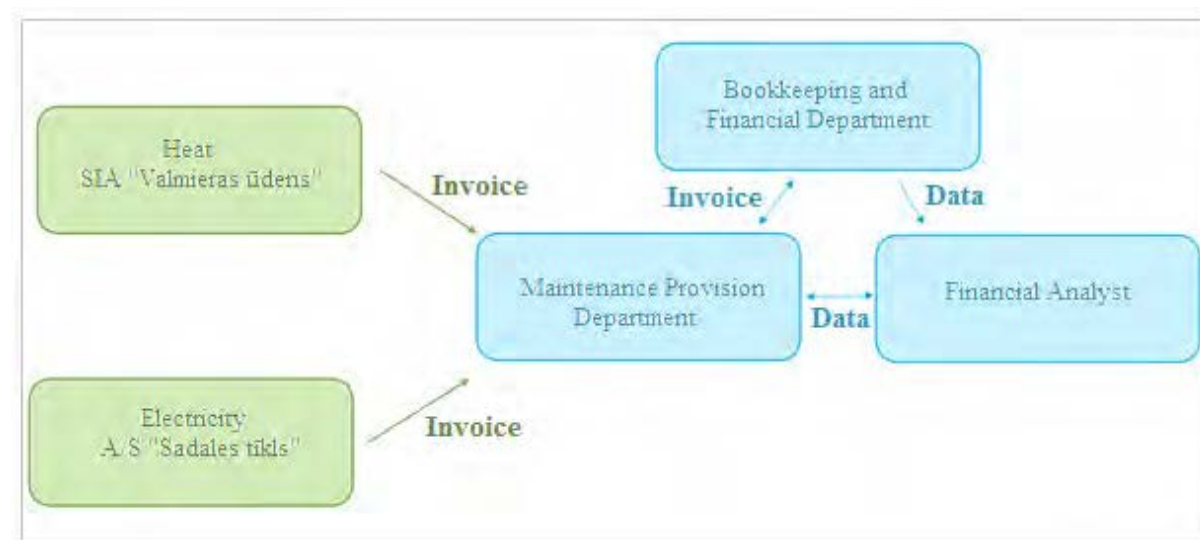 Bookkeeping and
Financial Department
Heat
SIA "Valmieras ūdens"
Invoice
Invoice
Data
Maintenance Provision
Department
Data
Financial Analyst
Electricity
A/S "Sadales tīkls"
Invoice